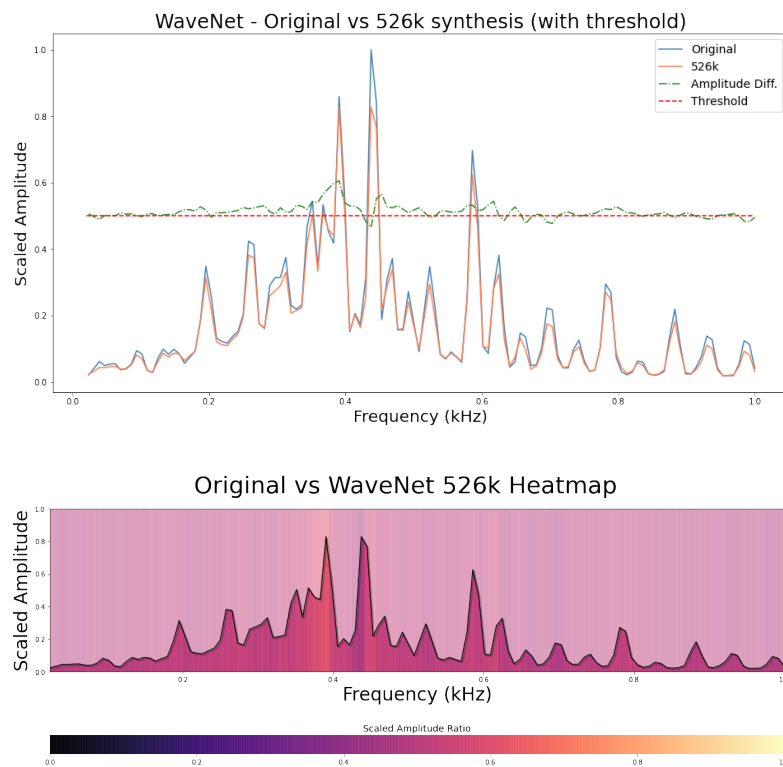 WaveNet - Original vs 526k synthesis (with threshold)
Original
526k
Amplitude Diff.
Threshold
Scaled Amplitude
1.0
0.8
0.6
0.4
0.2
0.0
0.0 0.2 0.4 0.6 0.8 1.0
Frequency (kHz)
Original vs WaveNet 526k Heatmap
Scaled Amplitude
1.0
0.8
0.6
0.4
0.2
0.0
0.2 0.4 0.6 0.8
Frequency (kHz)
Scaled Amplitude Ratio
0.0 0.2 0.4 0.6 0.8